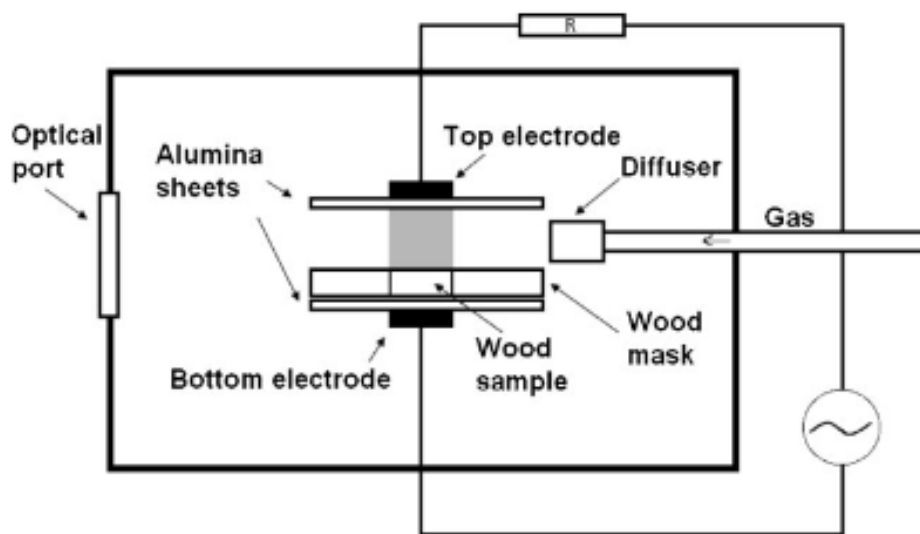 R
Optical
port
Alumina
sheets
Top electrode
Diffuser
Gas
Bottom electrode
Wood
sample
Wood
mask